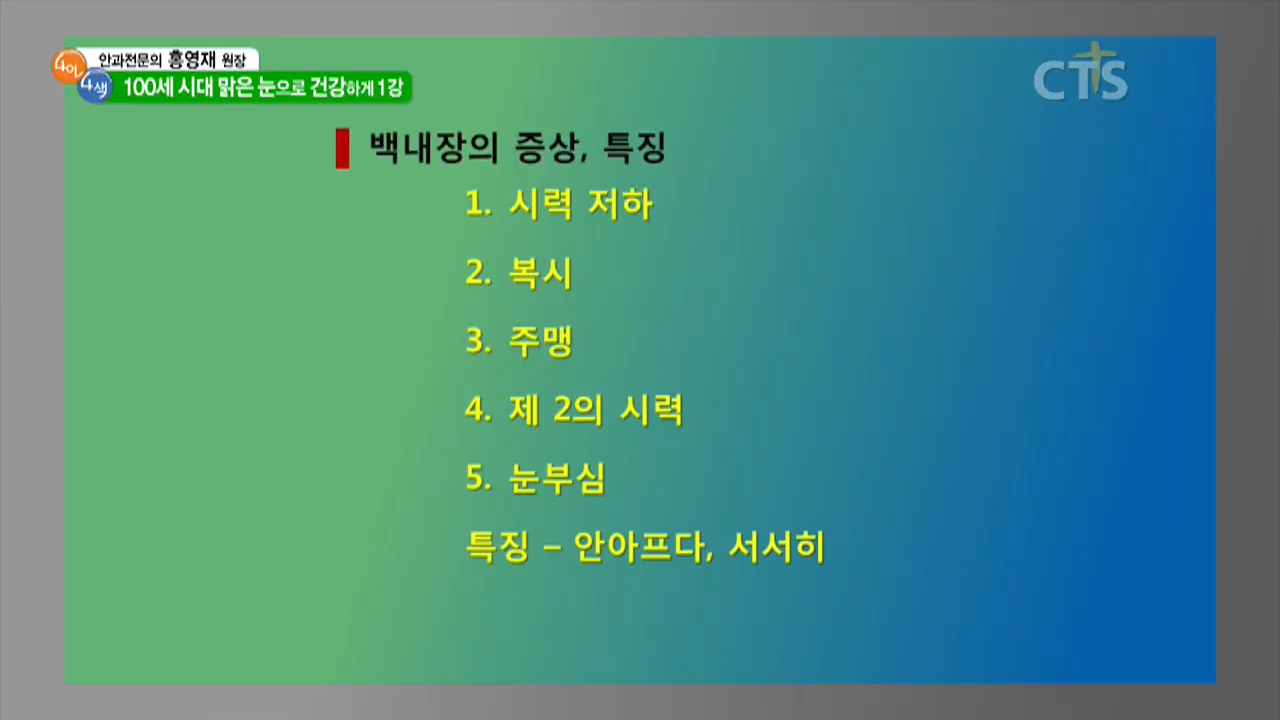 4인
4색
안과전문의 홍영재 원장
100세 시대 맑은 눈으로 건강하게 1강
CTS
백내장의 증상, 특징
1. 시력 저하
2. 복시
3. 주맹
4. 제 2의 시력
5. 눈부심
특징 – 안아프다, 서서히